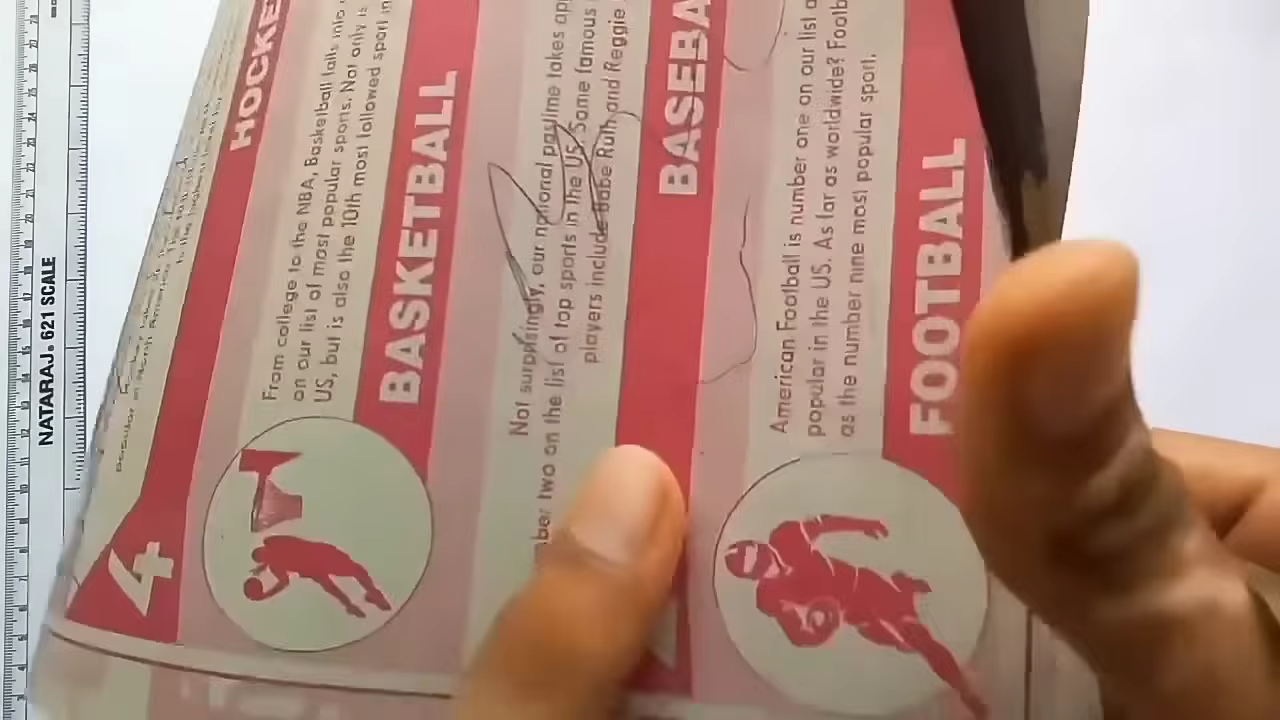 FOOTBALL
American Football is number one on our list
popular in the US. As far as worldwide?
as the number nine most popular sport.
BASEBA
Not surprisingly, our national pastime takes
two on the list of top sports in the US. Some famous
players include Babe Ruth and Reggie
BASKETBALL
From college to the NBA, Basketball falls into
on our list of most popular sports. Not only is
US, but is also the 10th most followed sport in
HOCKE
4
NATARAJ. 621 SCALE